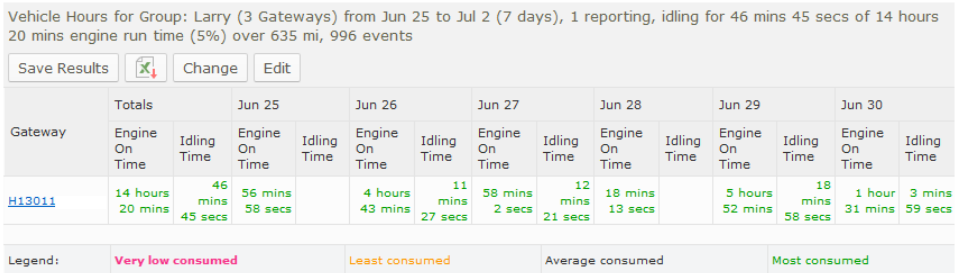 Vehicle Hours for Group: Larry (3 Gateways) from Jun 25 to Jul 2 (7 days), 1 reporting, idling for 46 mins 45 secs of 14 hours
20 mins engine run time (5%) over 635 mi, 996 events
Save Results Change Edit
Totals Jun 25 Jun 26 Jun 27 Jun 28 Jun 29 Jun 30
Gateway
Engine On Time Idling Time Engine On Time Idling Time Engine On Time Idling Time Engine On Time Idling Time Engine On Time Idling Time Engine On Time Idling Time Engine On Time Idling Time
H13011 14 hours 20 mins 46 mins 45 secs 56 mins 58 secs 4 hours 43 mins 11 mins 27 secs 58 mins 2 secs 12 mins 21 secs 18 mins 13 secs 5 hours 52 mins 18 mins 58 secs 1 hour 31 mins 3 mins 59 secs
Legend: Very low consumed Least consumed Average consumed Most consumed